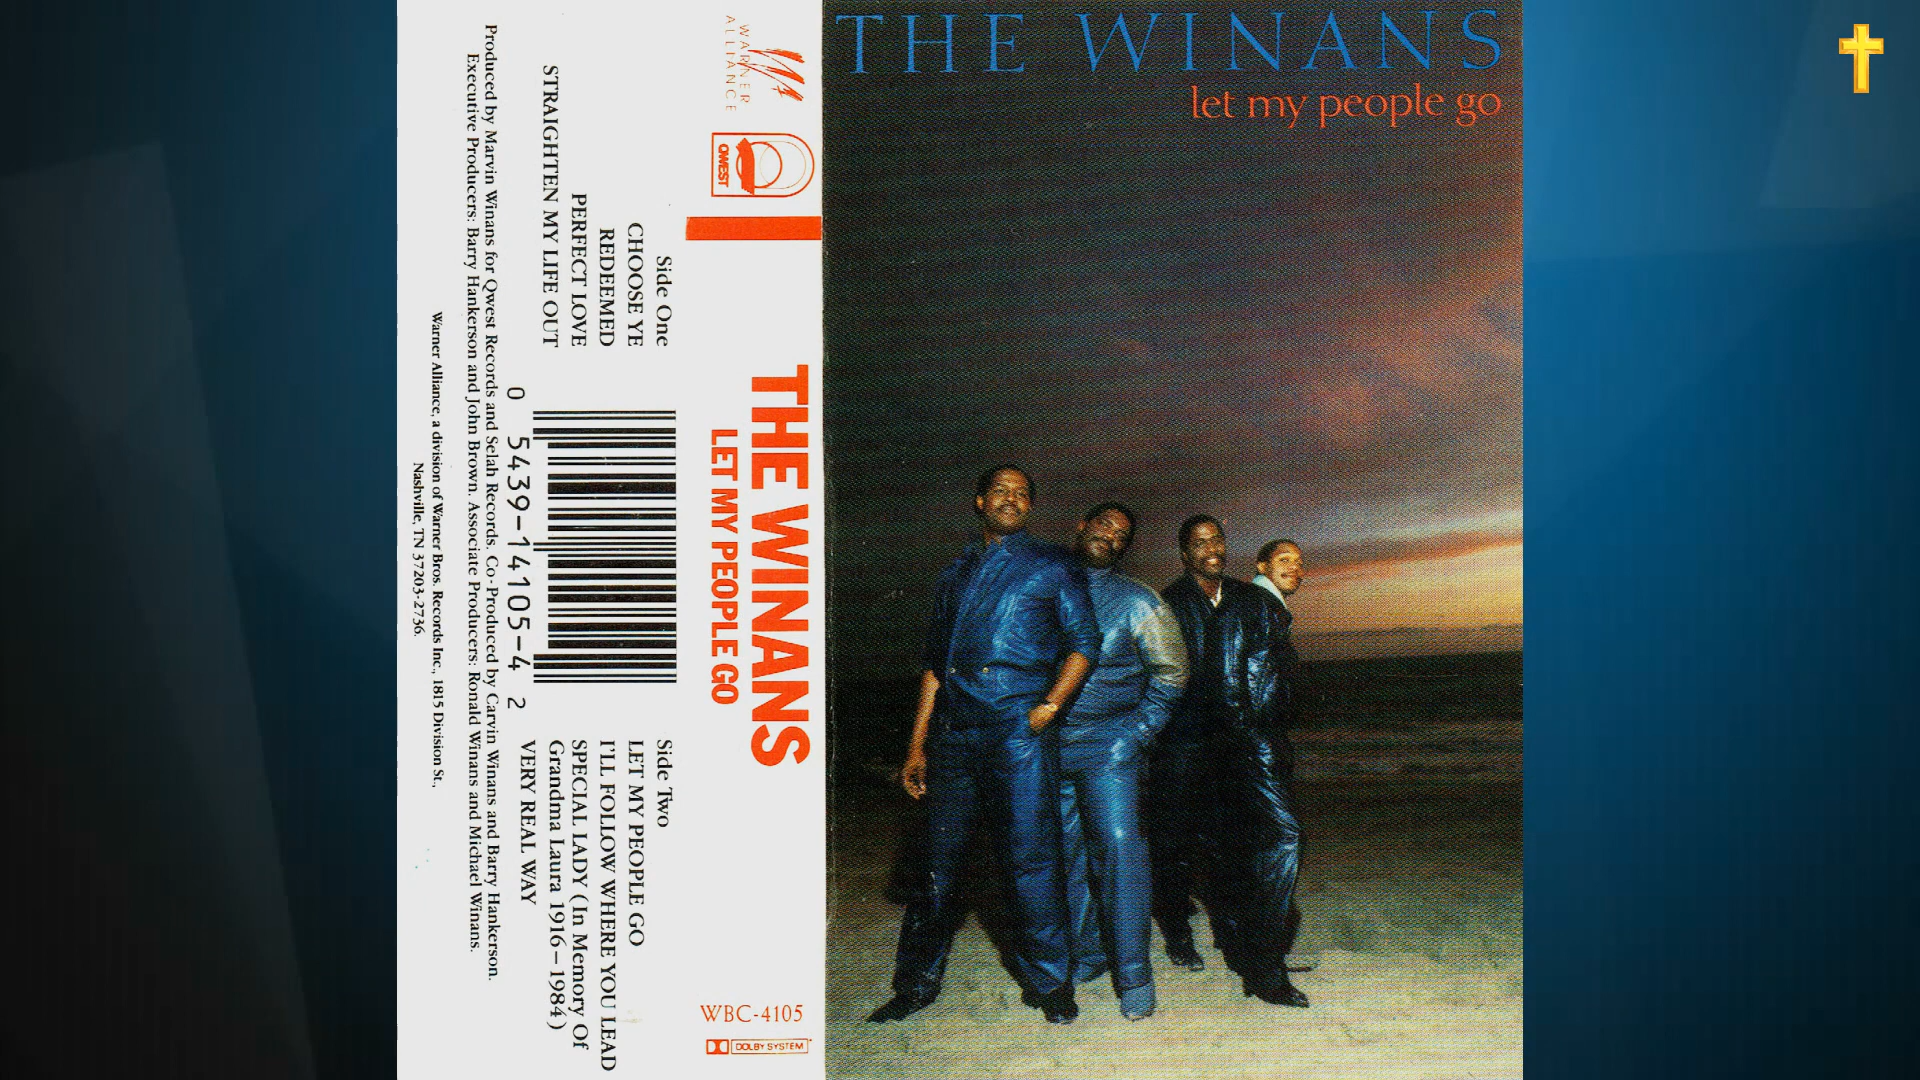 THE WINANS
let my people go
WARNER
ALLIANCE
QWEST
THE WINANS
LET MY PEOPLE GO
WBC-4105
DOLBY SYSTEM
Side One
CHOOSE YE
REDEEMED
PERFECT LOVE
STRAIGHTEN MY LIFE OUT
0 5439-14105-4 2
Side Two
LET MY PEOPLE GO
I'LL FOLLOW WHERE YOU LEAD
SPECIAL LADY (In Memory Of
Grandma Laura 1916–1984)
VERY REAL WAY
Produced by Marvin Winans for Qwest Records and Selah Records. Co-Produced by Carvin Winans and Barry Hankerson.
Executive Producers: Barry Hankerson and John Brown. Associate Producers: Ronald Winans and Michael Winans.
Warner Alliance, a division of Warner Bros. Records Inc., 1815 Division St.,
Nashville, TN 37203-2736.